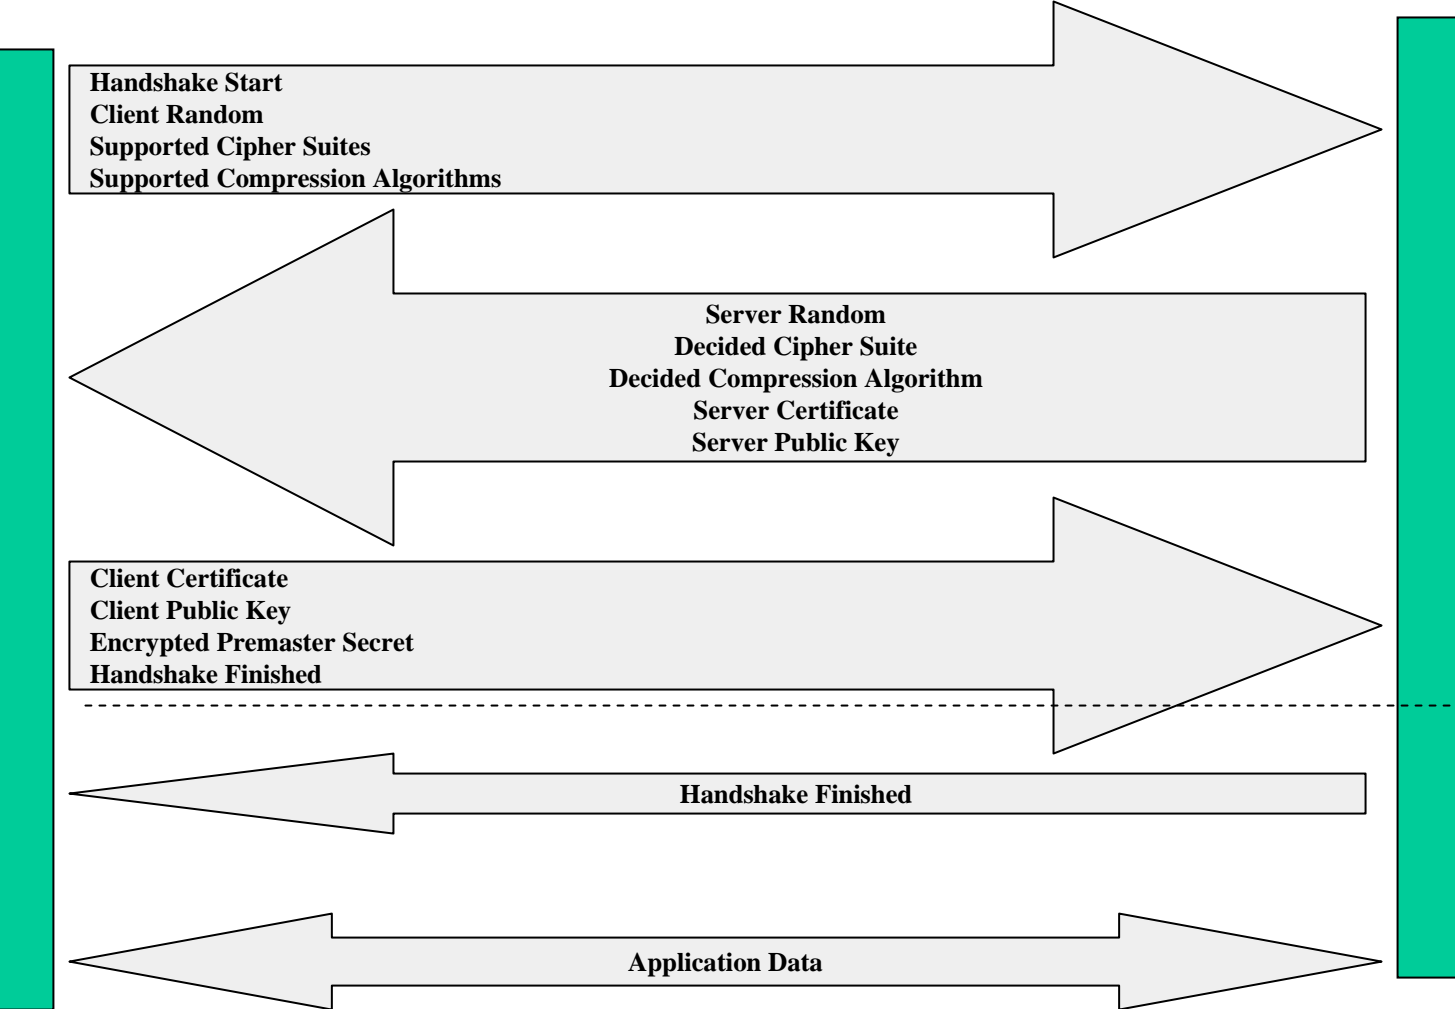 Handshake Start
Client Random
Supported Cipher Suites
Supported Compression Algorithms
Server Random
Decided Cipher Suite
Decided Compression Algorithm
Server Certificate
Server Public Key
Client Certificate
Client Public Key
Encrypted Premaster Secret
Handshake Finished
Handshake Finished
Application Data